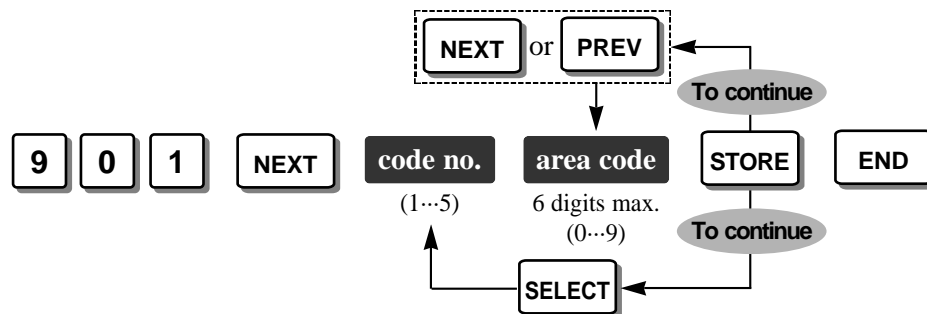 NEXT or PREV
To continue
9 0 1 NEXT code no. area code STORE END
(1···5) 6 digits max.
(0···9)
To continue
SELECT